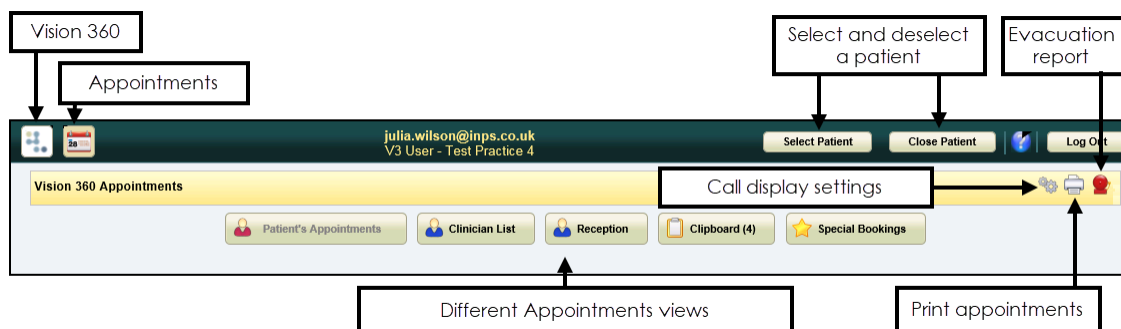 Vision 360
Appointments
Select and deselect
a patient
Evacuation
report
28
julia.wilson@inps.co.uk
V3 User - Test Practice 4
Select Patient
Close Patient
?
Log Out
Vision 360 Appointments
Call display settings
Patient's Appointments
Clinician List
Reception
Clipboard (4)
Special Bookings
Different Appointments views
Print appointments